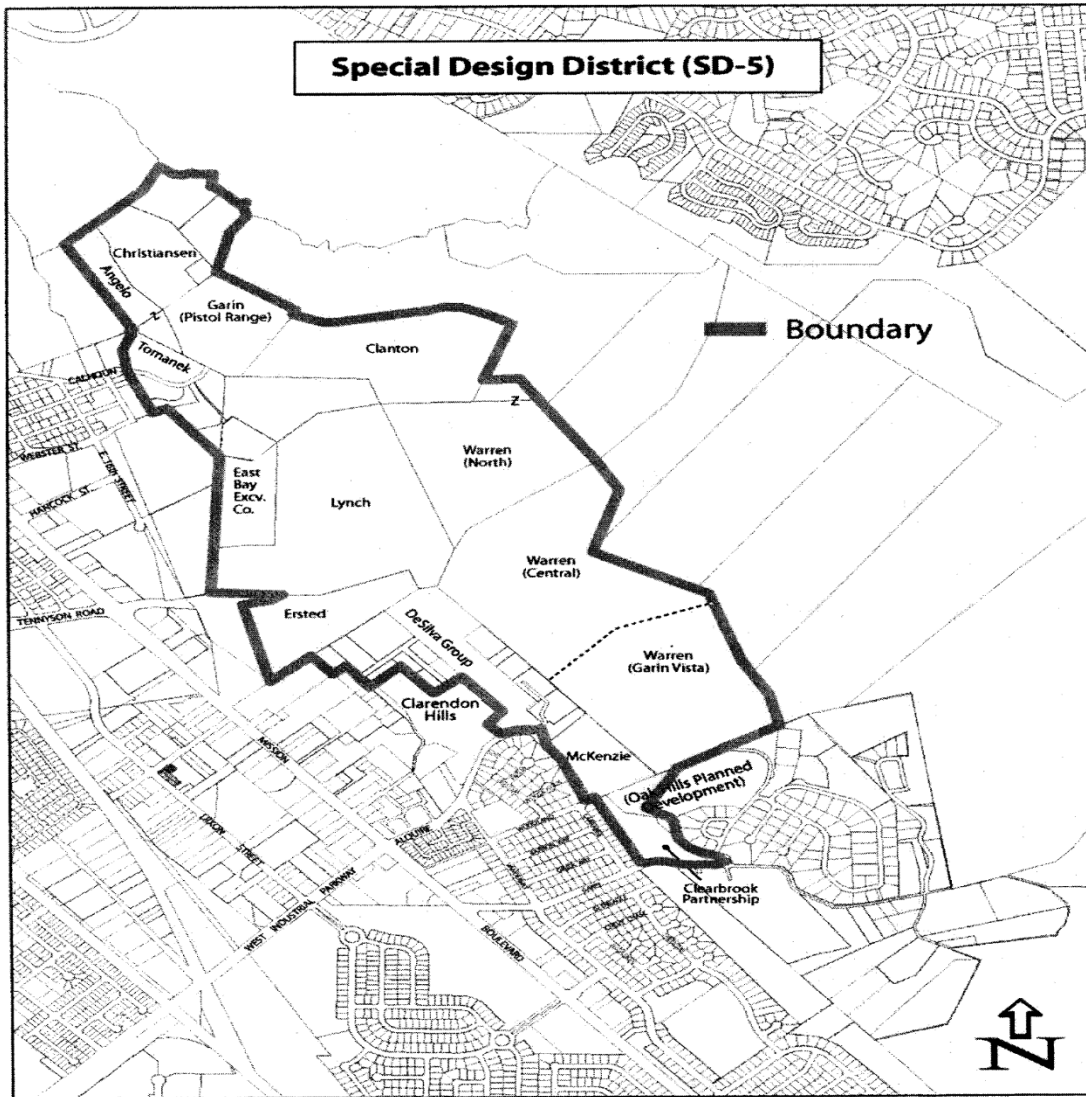 Special Design District (SD-5)
Christiansen
Angelo
Garin
(Pistol Range)
Boundary
Clanton
Tomanek
CALHOUN
Z
WEBSTER ST.
E. 16TH STREET
Warren
(North)
East
Bay
Excv.
Co.
HANCOCK ST.
Lynch
Warren
(Central)
TENNYSON ROAD
Ersted
DeSilva Group
Warren
(Garin Vista)
Clarendon
Hills
MISSION
McKenzie
(Oak Hills Planned
Development)
DIXON
STREET
ALQUIRE
Clearbrook
Partnership
WEST INDUSTRIAL PARKWAY
BOULEVARD
N